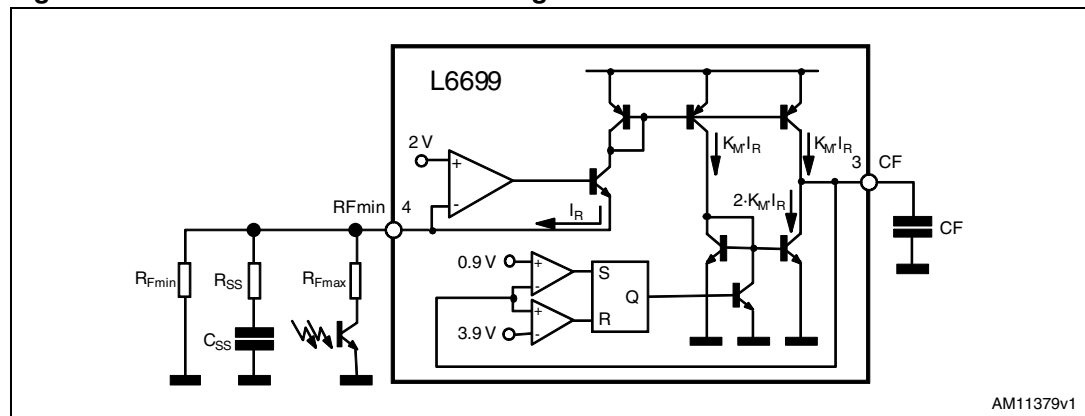 L6699
2 V
+
-
RFmin
4
I_R
K_M·I_R
K_M·I_R
3
CF
2·K_M·I_R
CF
R_Fmin
R_SS
R_Fmax
C_SS
0.9 V
+
-
S
Q
R
+
-
3.9 V
AM11379v1